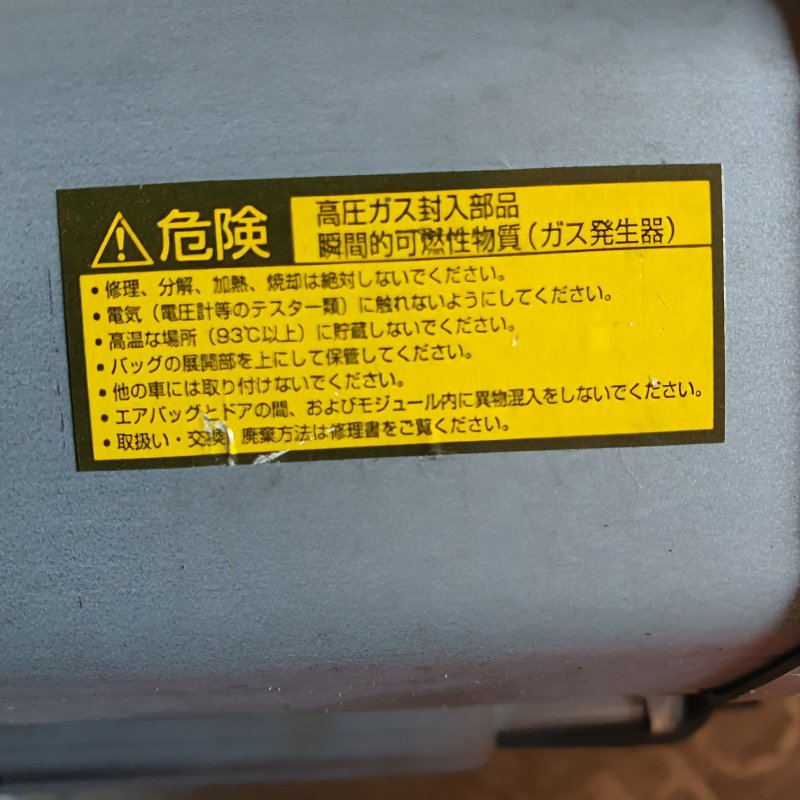 危険
高圧ガス封入部品
瞬間的可燃性物質(ガス発生器)
・修理、分解、加熱、焼却は絶対しないでください。
・電気(電圧計等のテスター類)に触れないようにしてください。
・高温な場所(93℃以上)に貯蔵しないでください。
・バッグの展開部を上にして保管してください。
・他の車には取り付けないでください。
・エアバッグとドアの間、およびモジュール内に異物混入をしないでください。
・取扱い・交換、廃棄方法は修理書をご覧ください。